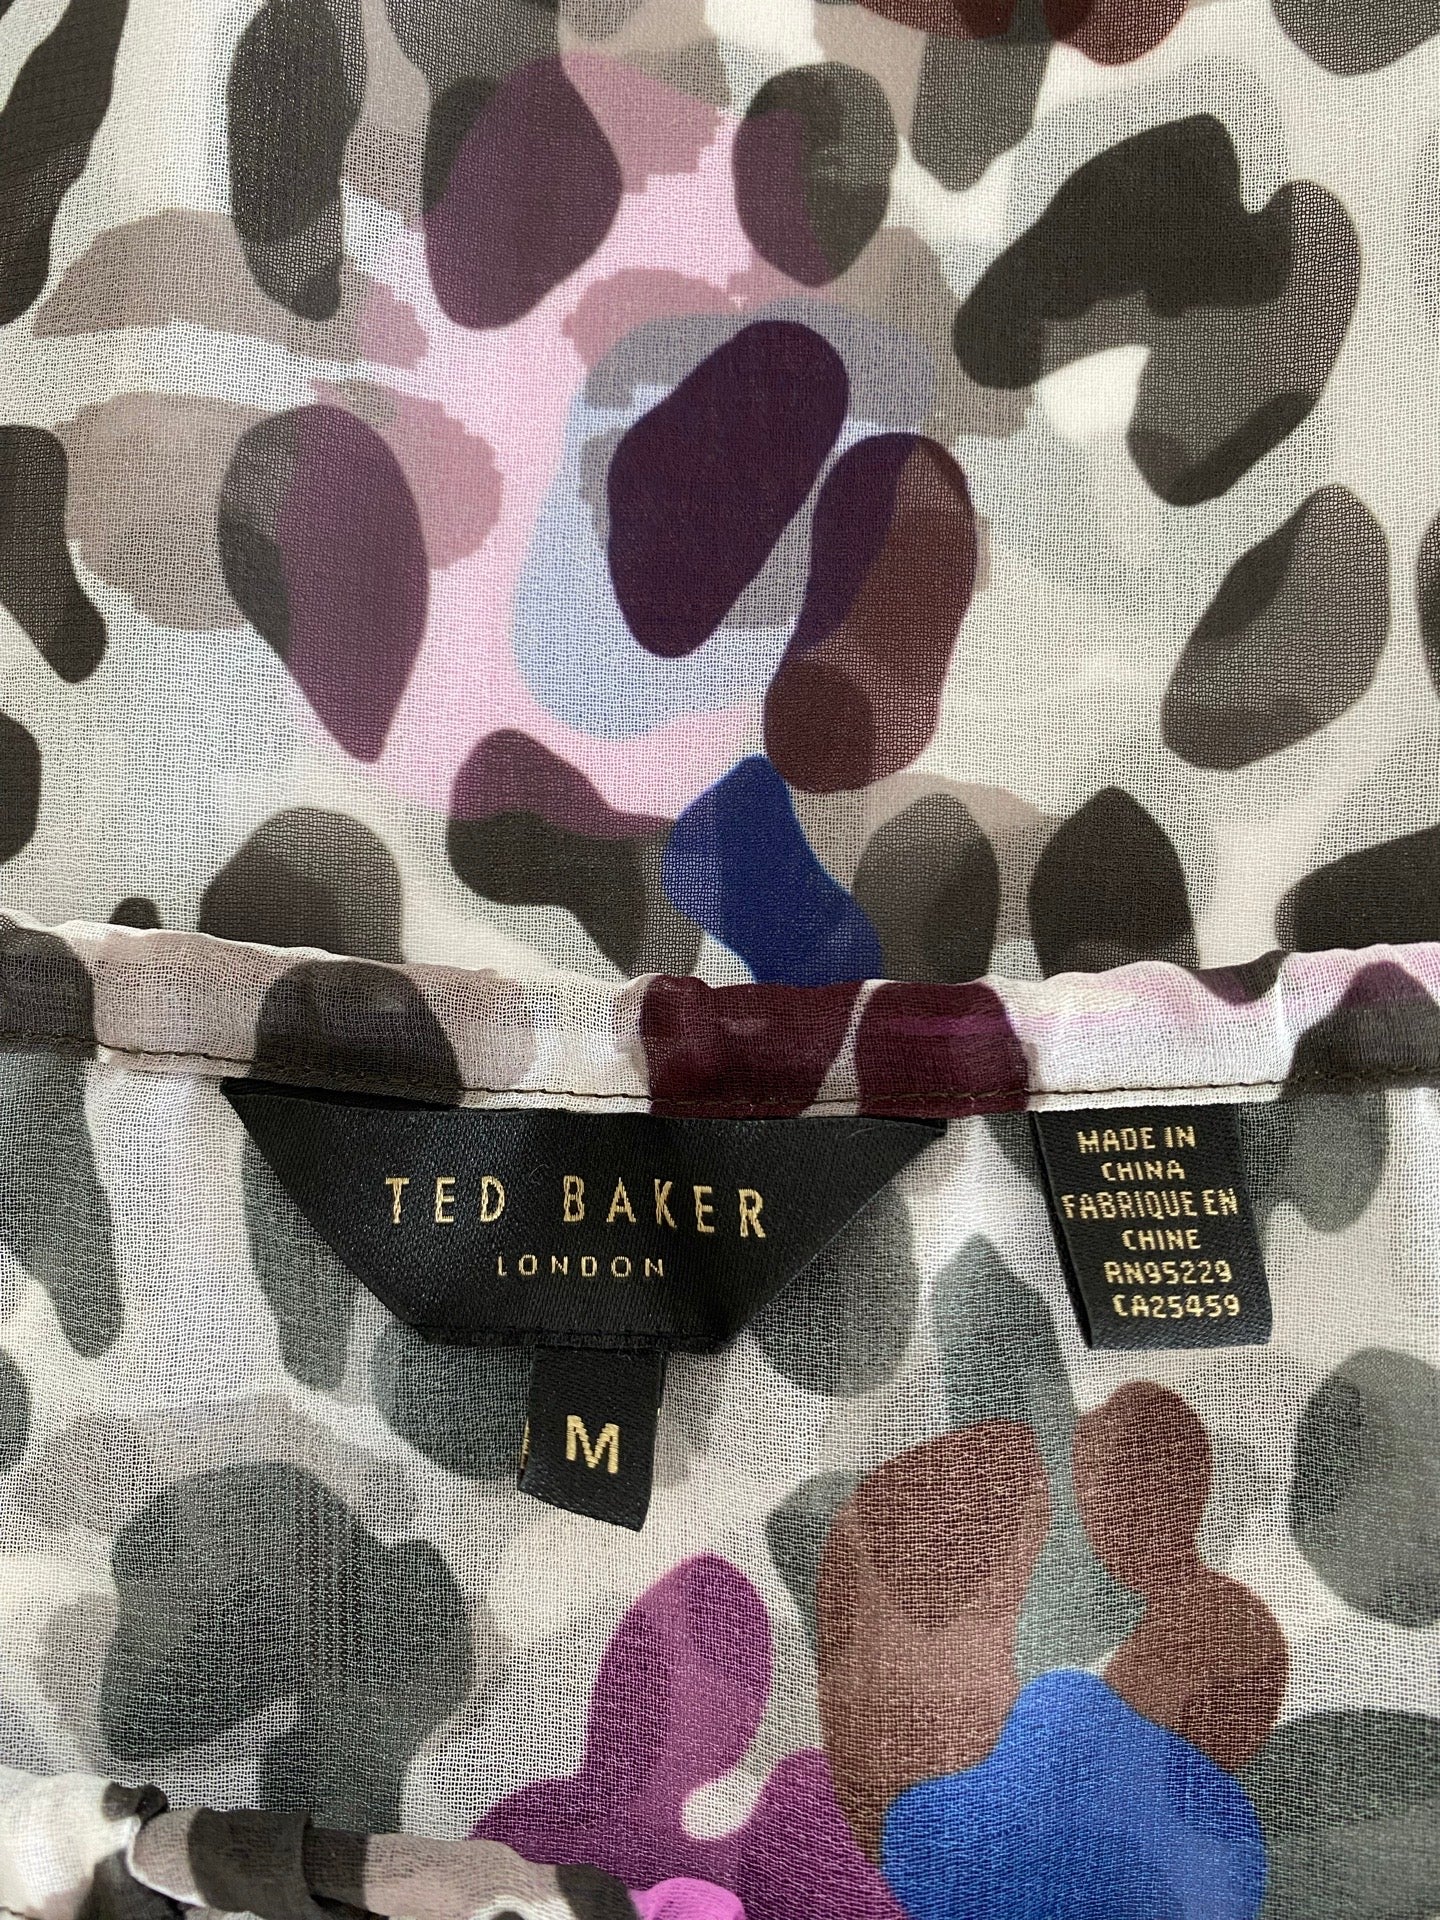 TED BAKER
LONDON
M
MADE IN
CHINA
FABRIQUE EN
CHINE
RN95229
CA25459